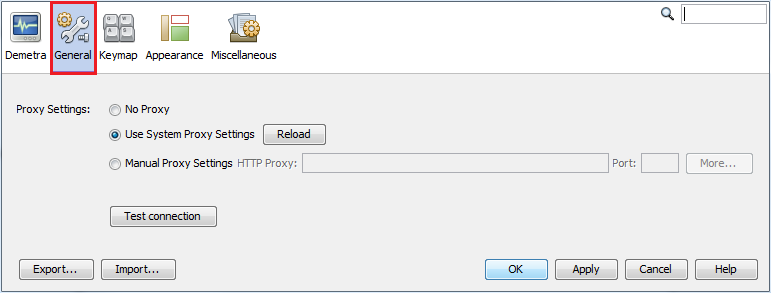 Demetra General Keymap Appearance Miscellaneous
Proxy Settings: No Proxy
Use System Proxy Settings Reload
Manual Proxy Settings HTTP Proxy: Port: More...
Test connection
Export... Import... OK Apply Cancel Help